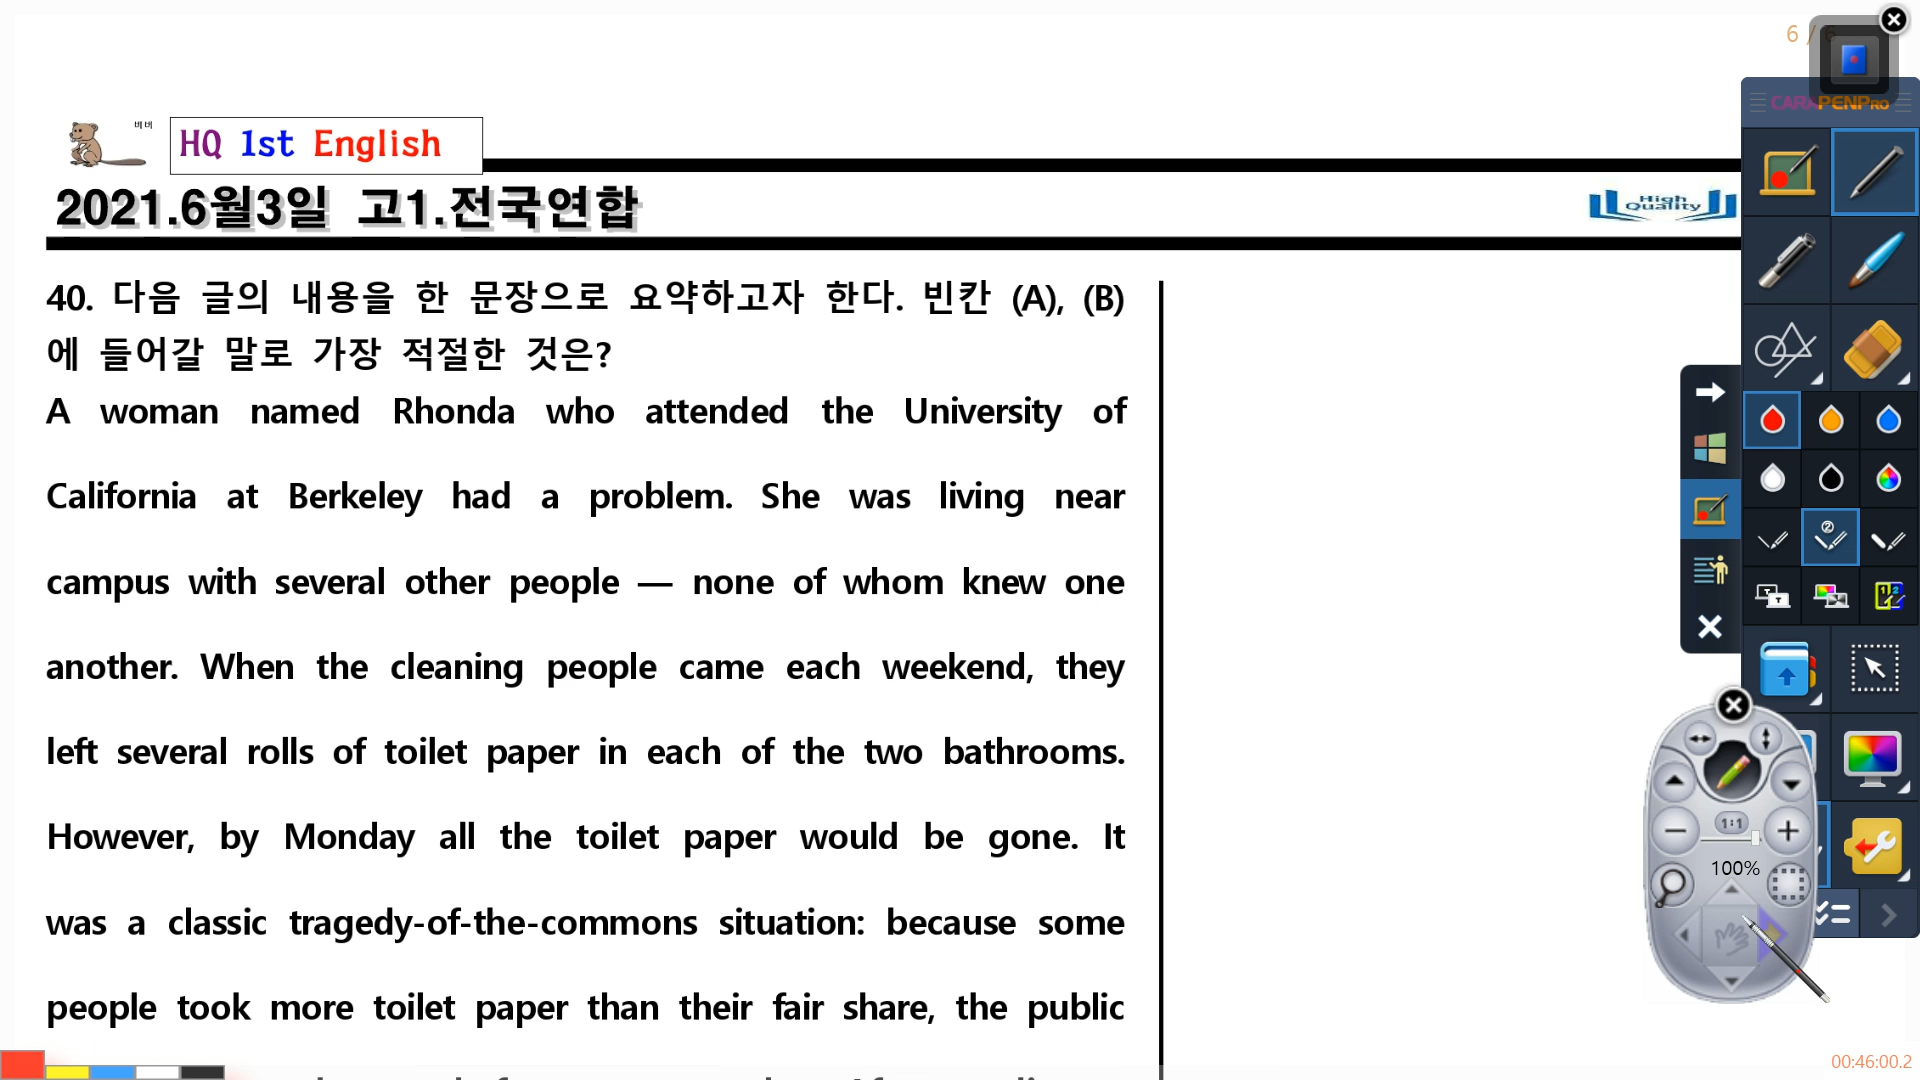 6 / 6
CARAPENPRO
버버
HQ 1st English
2021.6월3일 고1.전국연합
High Quality
40. 다음 글의 내용을 한 문장으로 요약하고자 한다. 빈칸 (A), (B)
에 들어갈 말로 가장 적절한 것은?
A woman named Rhonda who attended the University of
California at Berkeley had a problem. She was living near
campus with several other people — none of whom knew one
another. When the cleaning people came each weekend, they
left several rolls of toilet paper in each of the two bathrooms.
However, by Monday all the toilet paper would be gone. It
was a classic tragedy-of-the-commons situation: because some
people took more toilet paper than their fair share, the public
1:1
100%
00:46:00.2